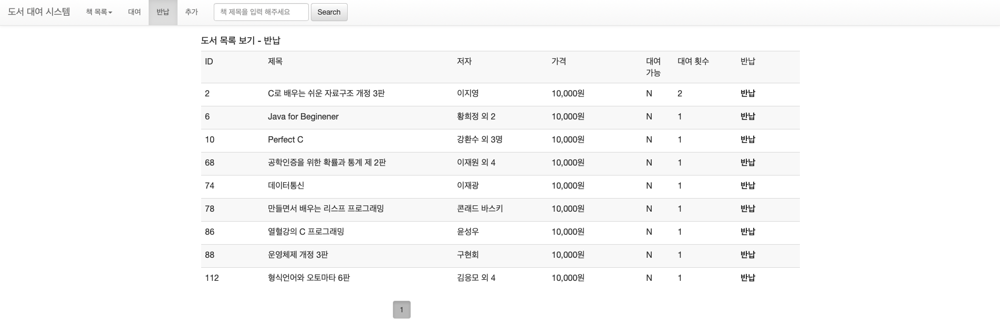 도서 대여 시스템 책 목록 대여 반납 추가 책 제목을 입력 해주세요 Search
도서 목록 보기 - 반납
ID 제목 저자 가격 대여 가능 대여 횟수 반납
2 C로 배우는 쉬운 자료구조 개정 3판 이지영 10,000원 N 2 반납
6 Java for Beginener 황희정 외 2 10,000원 N 1 반납
10 Perfect C 강환수 외 3명 10,000원 N 1 반납
68 공학인증을 위한 확률과 통계 제 2판 이재원 외 4 10,000원 N 1 반납
74 데이터통신 이재광 10,000원 N 1 반납
78 만들면서 배우는 리스프 프로그래밍 콘래드 바스키 10,000원 N 1 반납
86 열혈강의 C 프로그래밍 윤성우 10,000원 N 1 반납
88 운영체제 개정 3판 구현회 10,000원 N 1 반납
112 형식언어와 오토마타 6판 김응모 외 4 10,000원 N 1 반납
1